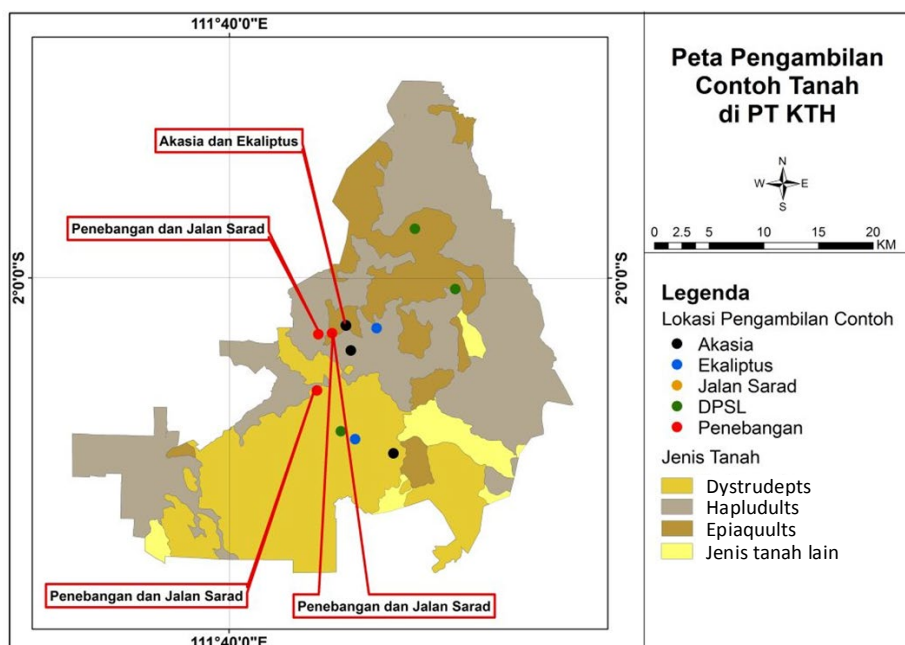 111°40'0"E
Peta Pengambilan
Contoh Tanah
di PT KTH
N
W
E
S
0 2.5 5 10 15 20
KM
Akasia dan Ekaliptus
Penebangan dan Jalan Sarad
2°0'0"S
2°0'0"S
Penebangan dan Jalan Sarad
Penebangan dan Jalan Sarad
111°40'0"E
Legenda
Lokasi Pengambilan Contoh
Akasia
Ekaliptus
Jalan Sarad
DPSL
Penebangan
Jenis Tanah
Dystrudepts
Hapludults
Epiaquults
Jenis tanah lain